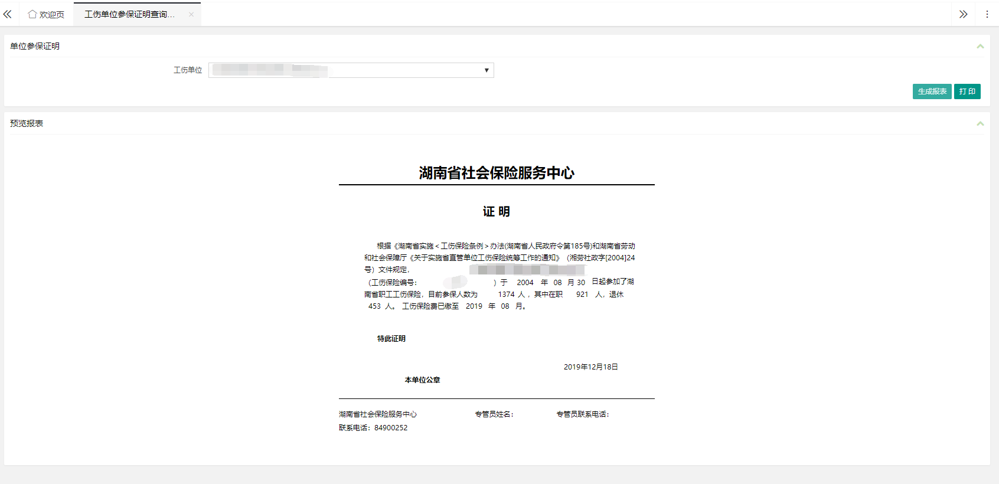 欢迎页
工伤单位参保证明查询...
单位参保证明
工伤单位
生成报表 打 印
预览报表
湖南省社会保险服务中心
证 明
根据《湖南省实施＜工伤保险条例＞办法(湖南省人民政府令第185号)和湖南省劳动
和社会保障厅《关于实施省直管单位工伤保险统筹工作的通知》（湘劳社政字[2004]24
号）文件规定，
（工伤保险编号： ）于 2004 年 08 月 30 日起参加了湖
南省职工工伤保险，目前参保人数为 1374 人 ，其中在职 921 人，退休
453 人。 工伤保险费已缴至 2019 年 08 月。
特此证明
2019年12月18日
本单位公章
湖南省社会保险服务中心 专管员姓名： 专管员联系电话：
联系电话：84900252